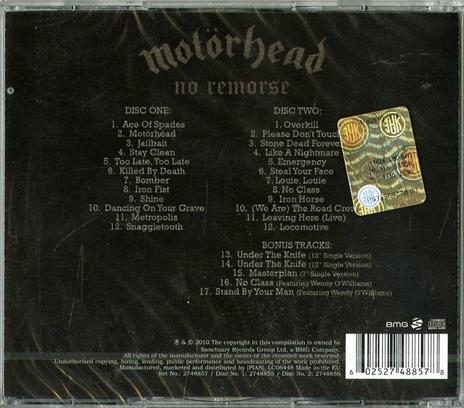 motörhead
no remorse
DISC ONE:
1. Ace Of Spades
2. Motörhead
3. Jailbait
4. Stay Clean
5. Too Late, Too Late
6. Killed By Death
7. Bomber
8. Iron Fist
9. Shine
10. Dancing On Your Grave
11. Metropolis
12. Snaggletooth
DISC TWO:
1. Overkill
2. Please Don't Touch
3. Stone Dead Forever
4. Like A Nightmare
5. Emergency
6. Steal Your Face
7. Louie, Louie
8. No Class
9. Iron Horse
10. (We Are) The Road Crew
11. Leaving Here (Live)
12. Locomotive
BONUS TRACKS:
13. Under The Knife (12" Single Version)
14. Under The Knife (12" Single Version)
15. Masterplan (7" Single Version)
16. No Class (Featuring Wendy O'Williams)
17. Stand By Your Man (Featuring Wendy O'Williams)
℗ & © 2010 The copyright in this compilation is owned by
Sanctuary Records Group Ltd, a BMG Company.
All rights of the manufacturer and the owner of the recorded work reserved.
Unauthorised copying, hiring, lending, public performance and broadcasting of the work prohibited.
Manufactured, marketed and distributed by [PIAS]. LC06448 Made in the EU
Set No.: 2748857 / Disc No. 1: 2748855 / Disc No. 2: 2748856
BMG
6 02527 48857 8